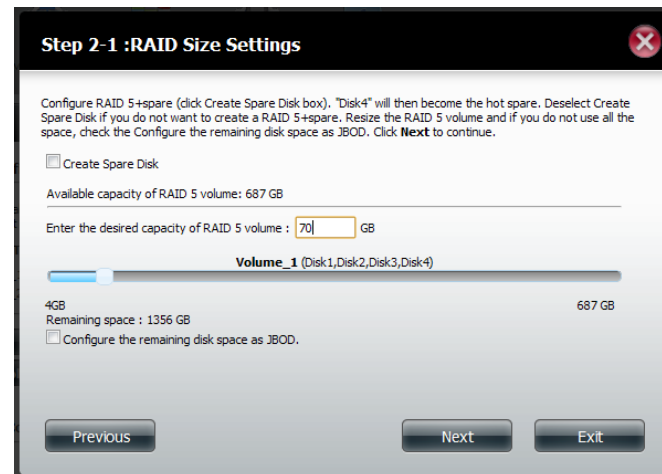 Step 2-1 :RAID Size Settings
Configure RAID 5+spare (click Create Spare Disk box). "Disk4" will then become the hot spare. Deselect Create
Spare Disk if you do not want to create a RAID 5+spare. Resize the RAID 5 volume and if you do not use all the
space, check the Configure the remaining disk space as JBOD. Click Next to continue.
Create Spare Disk
Available capacity of RAID 5 volume: 687 GB
Enter the desired capacity of RAID 5 volume : 70 GB
Volume_1 (Disk1,Disk2,Disk3,Disk4)
4GB 687 GB
Remaining space : 1356 GB
Configure the remaining disk space as JBOD.
Previous Next Exit